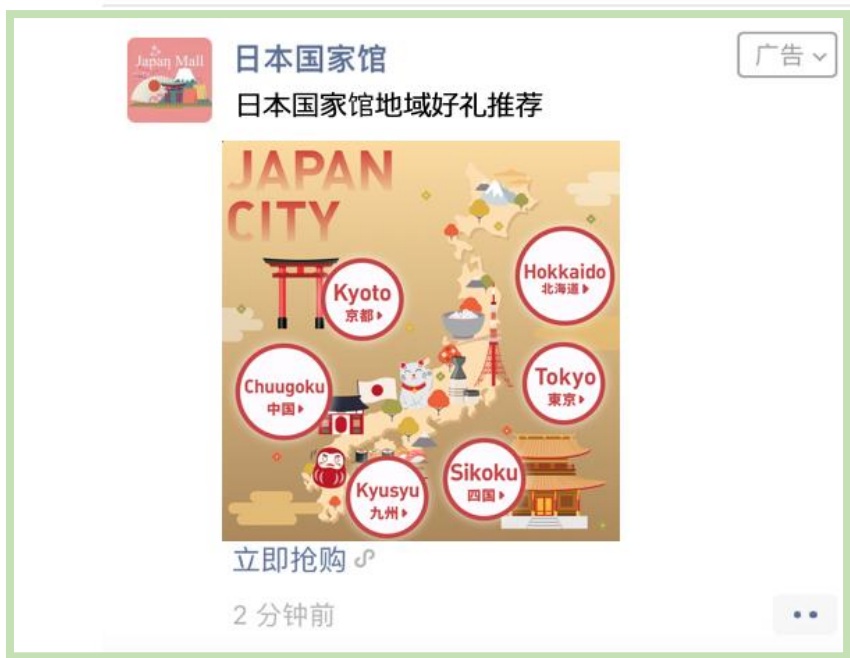 Japan Mall
日本国家馆
广告
日本国家馆地域好礼推荐
JAPAN
CITY
Hokkaido
北海道
Kyoto
京都
Tokyo
東京
Chuugoku
中国
Sikoku
四国
Kyusyu
九州
立即抢购
2 分钟前